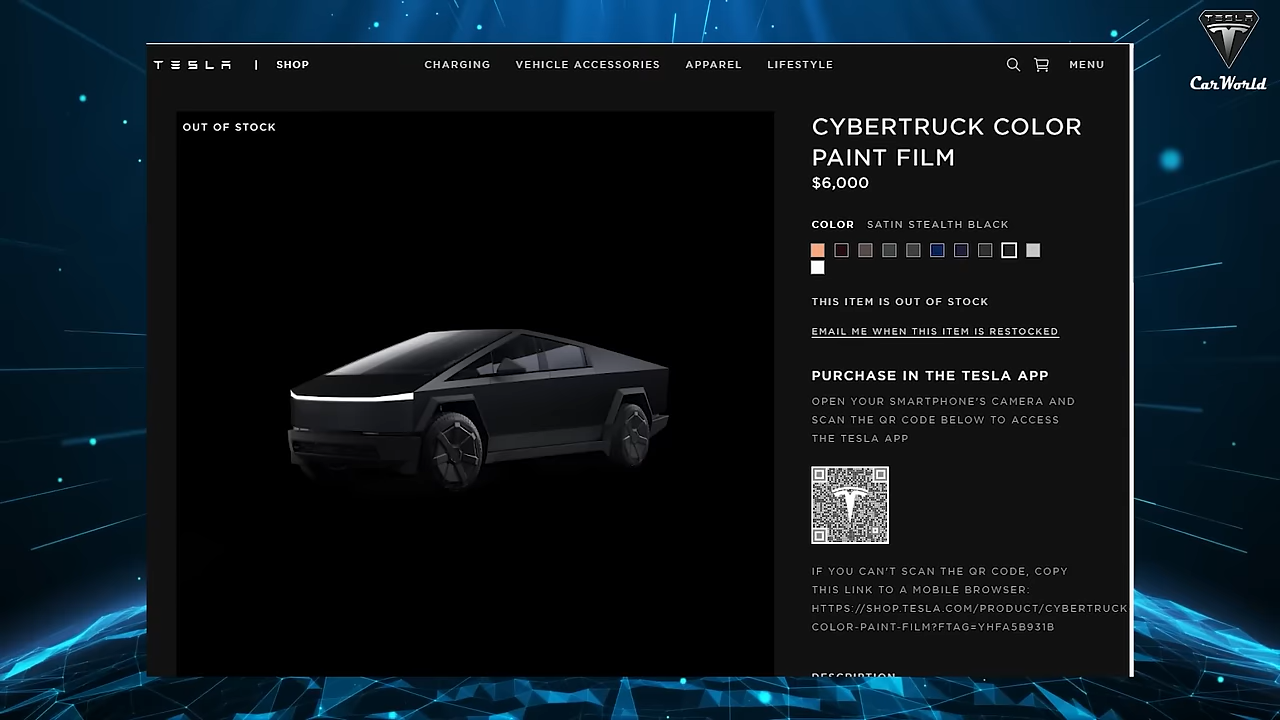 TESLA
CarWorld
TESLA | SHOP
CHARGING VEHICLE ACCESSORIES APPAREL LIFESTYLE
MENU
OUT OF STOCK
CYBERTRUCK COLOR
PAINT FILM
$6,000
COLOR SATIN STEALTH BLACK
THIS ITEM IS OUT OF STOCK
EMAIL ME WHEN THIS ITEM IS RESTOCKED
PURCHASE IN THE TESLA APP
OPEN YOUR SMARTPHONE'S CAMERA AND
SCAN THE QR CODE BELOW TO ACCESS
THE TESLA APP
IF YOU CAN'T SCAN THE QR CODE, COPY
THIS LINK TO A MOBILE BROWSER:
HTTPS://SHOP.TESLA.COM/PRODUCT/CYBERTRUCK
COLOR-PAINT-FILM?FTAG=YHFA5B931B
DESCRIPTION